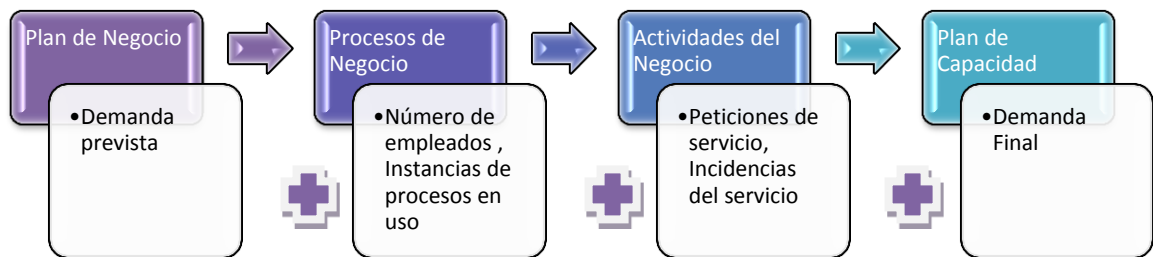 Plan de Negocio
•Demanda
prevista
Procesos de
Negocio
•Número de
empleados ,
Instancias de
procesos en
uso
Actividades del
Negocio
•Peticiones de
servicio,
Incidencias
del servicio
Plan de
Capacidad
•Demanda
Final